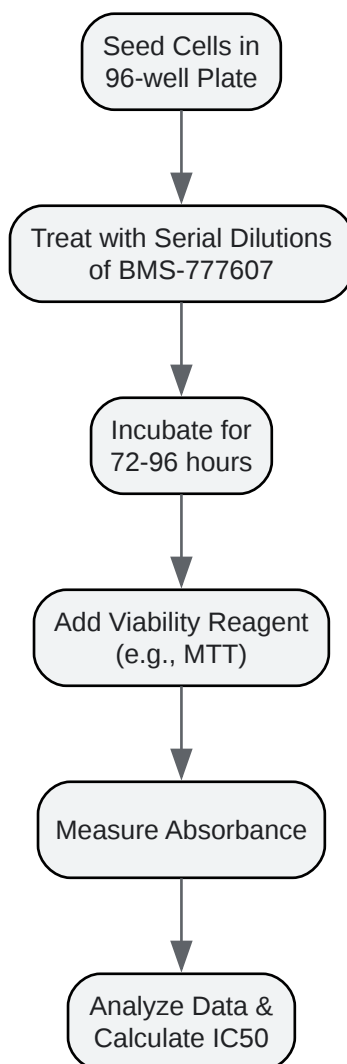 Seed Cells in
96-well Plate
Treat with Serial Dilutions
of BMS-777607
Incubate for
72-96 hours
Add Viability Reagent
(e.g., MTT)
Measure Absorbance
Analyze Data &
Calculate IC50